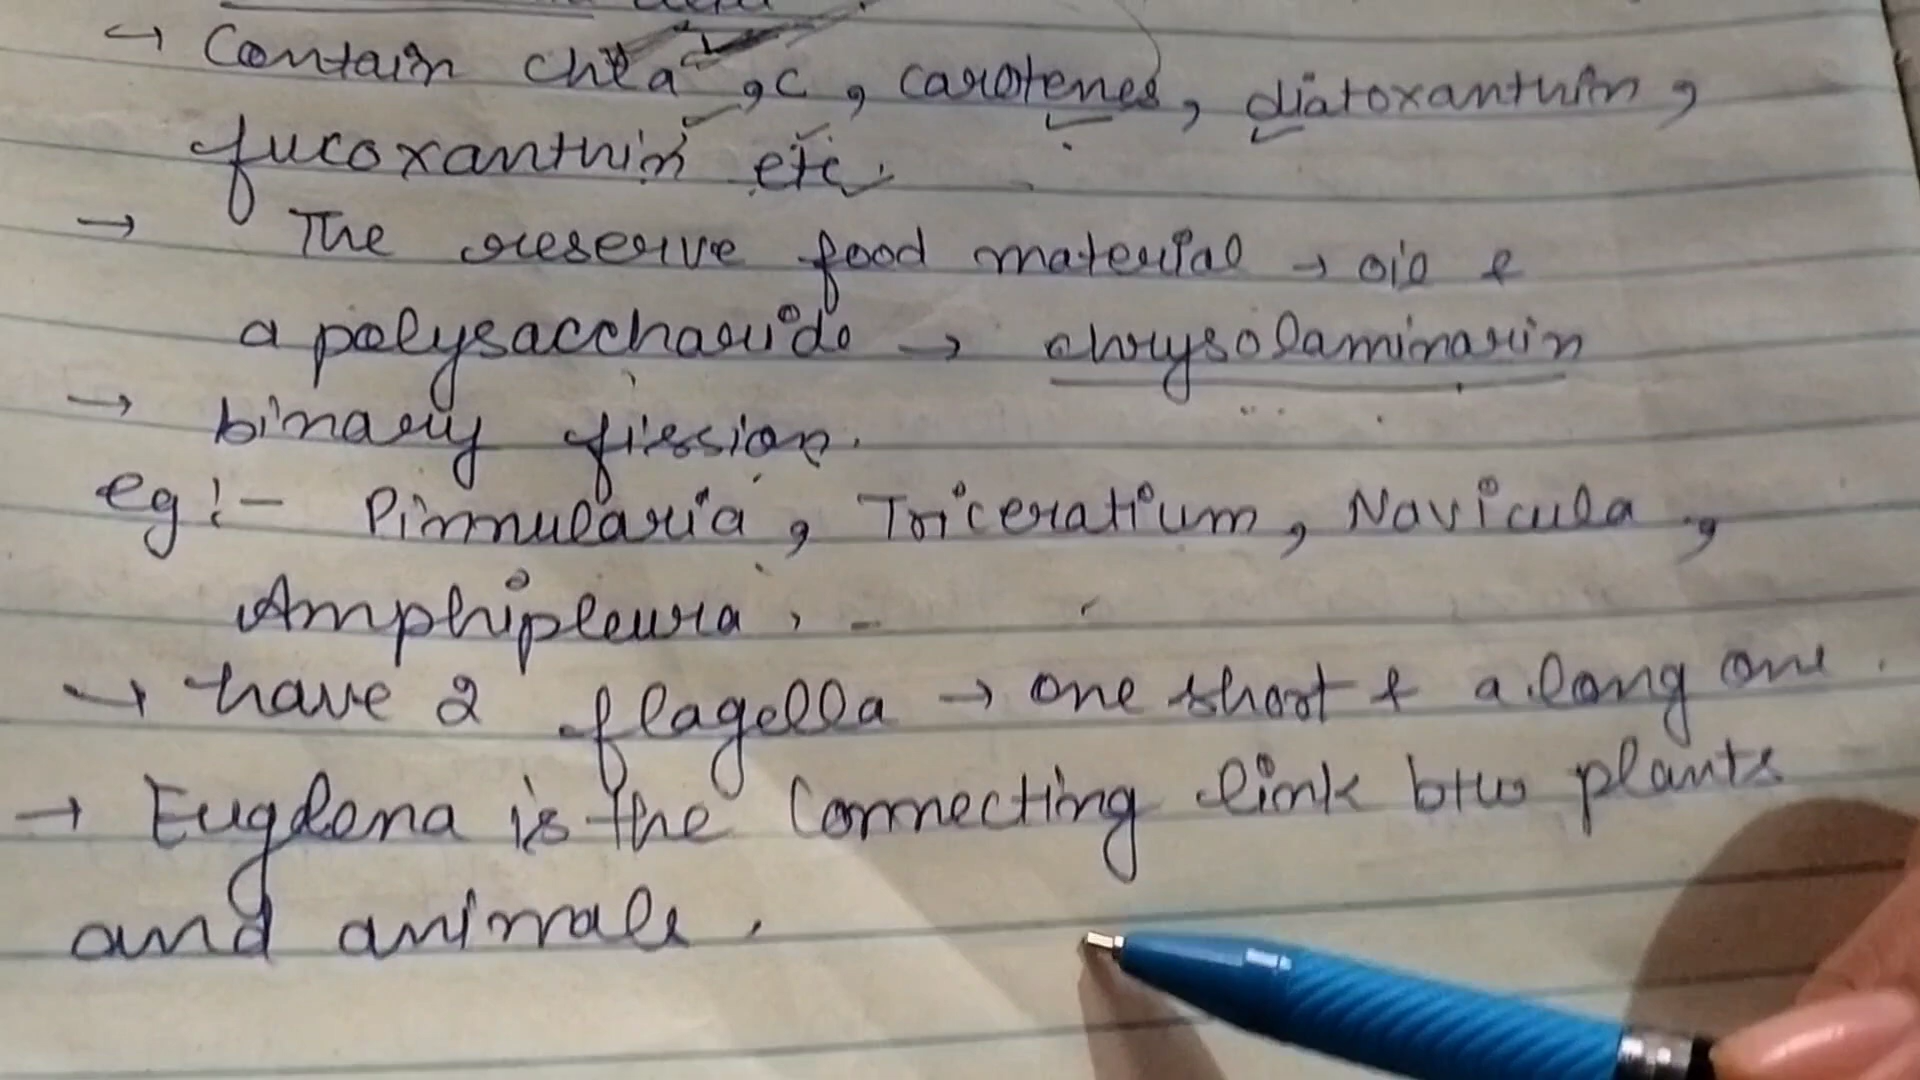 → Contain chl a, c, carotenes, diatoxanthin,
fucoxanthin etc.
→ The reserve food material → oil &
a polysaccharide → chrysolaminarin
→ binary fission.
eg:- Pinnularia, Triceratium, Navicula,
Amphipleura,
→ have 2 flagella → one short & a long one.
→ Euglena is the connecting link btw plants
and animals.